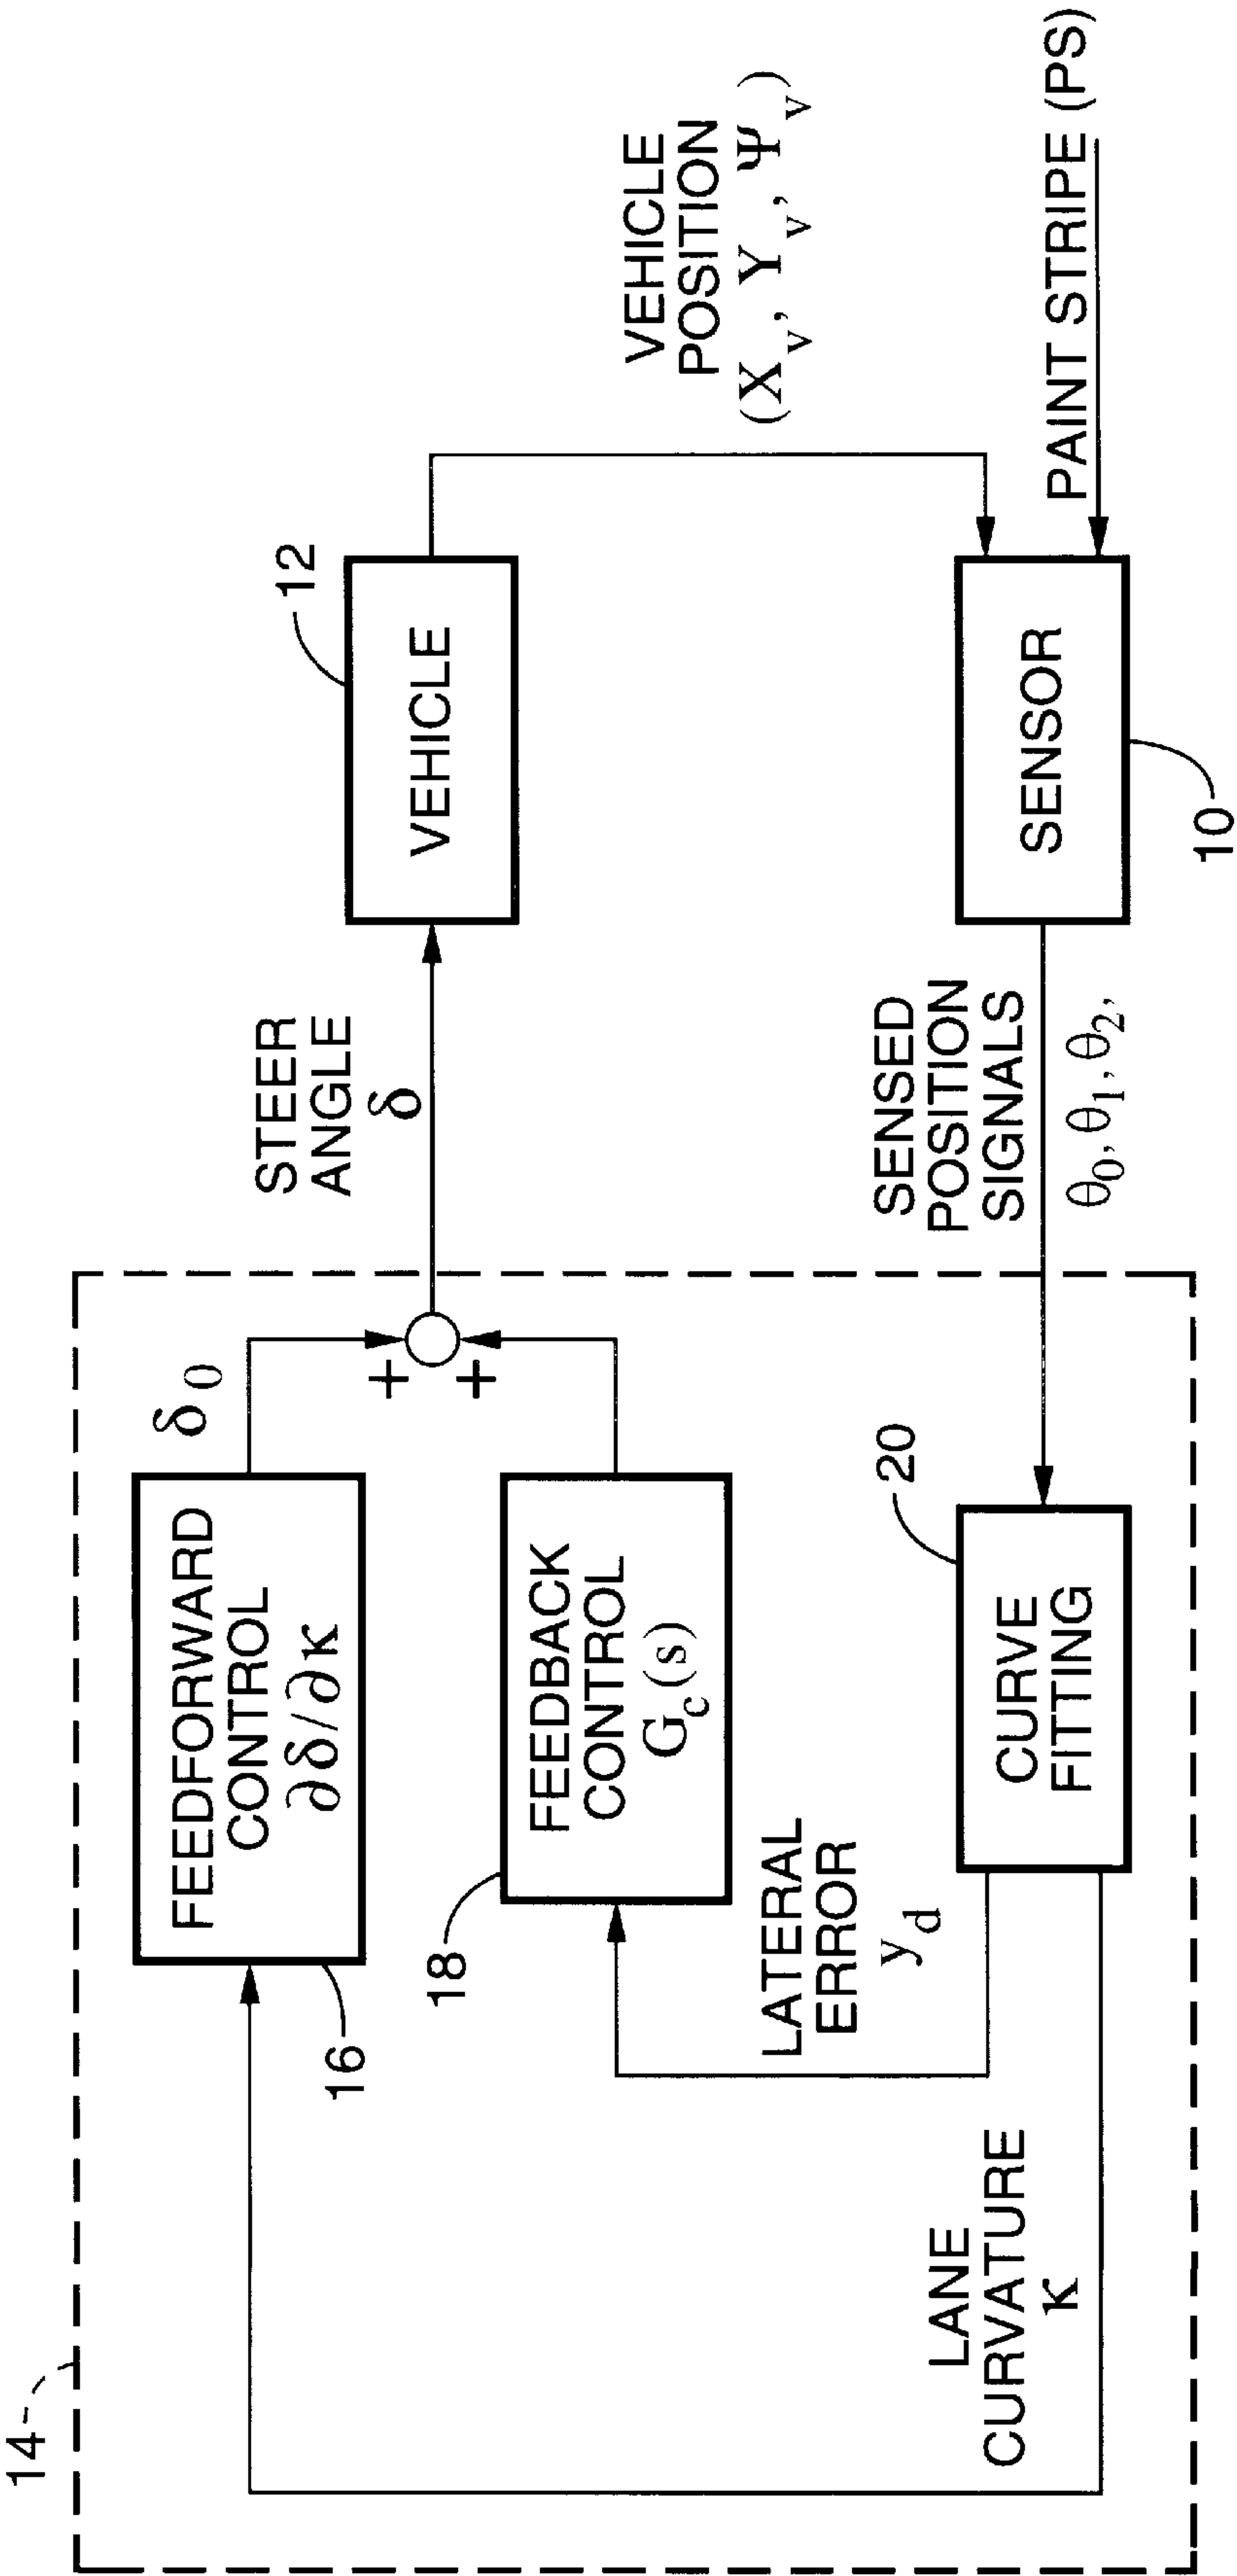 14
FEEDFORWARD
CONTROL
∂δ/∂κ
16
δ0
+
+
FEEDBACK
CONTROL
Gc(s)
18
STEER
ANGLE
δ
VEHICLE
12
VEHICLE
POSITION
(Xv, Yv, Ψv)
PAINT STRIPE (PS)
SENSOR
10
SENSED
POSITION
SIGNALS
θ0, θ1, θ2,
CURVE
FITTING
20
LATERAL
ERROR
yd
LANE
CURVATURE
κ